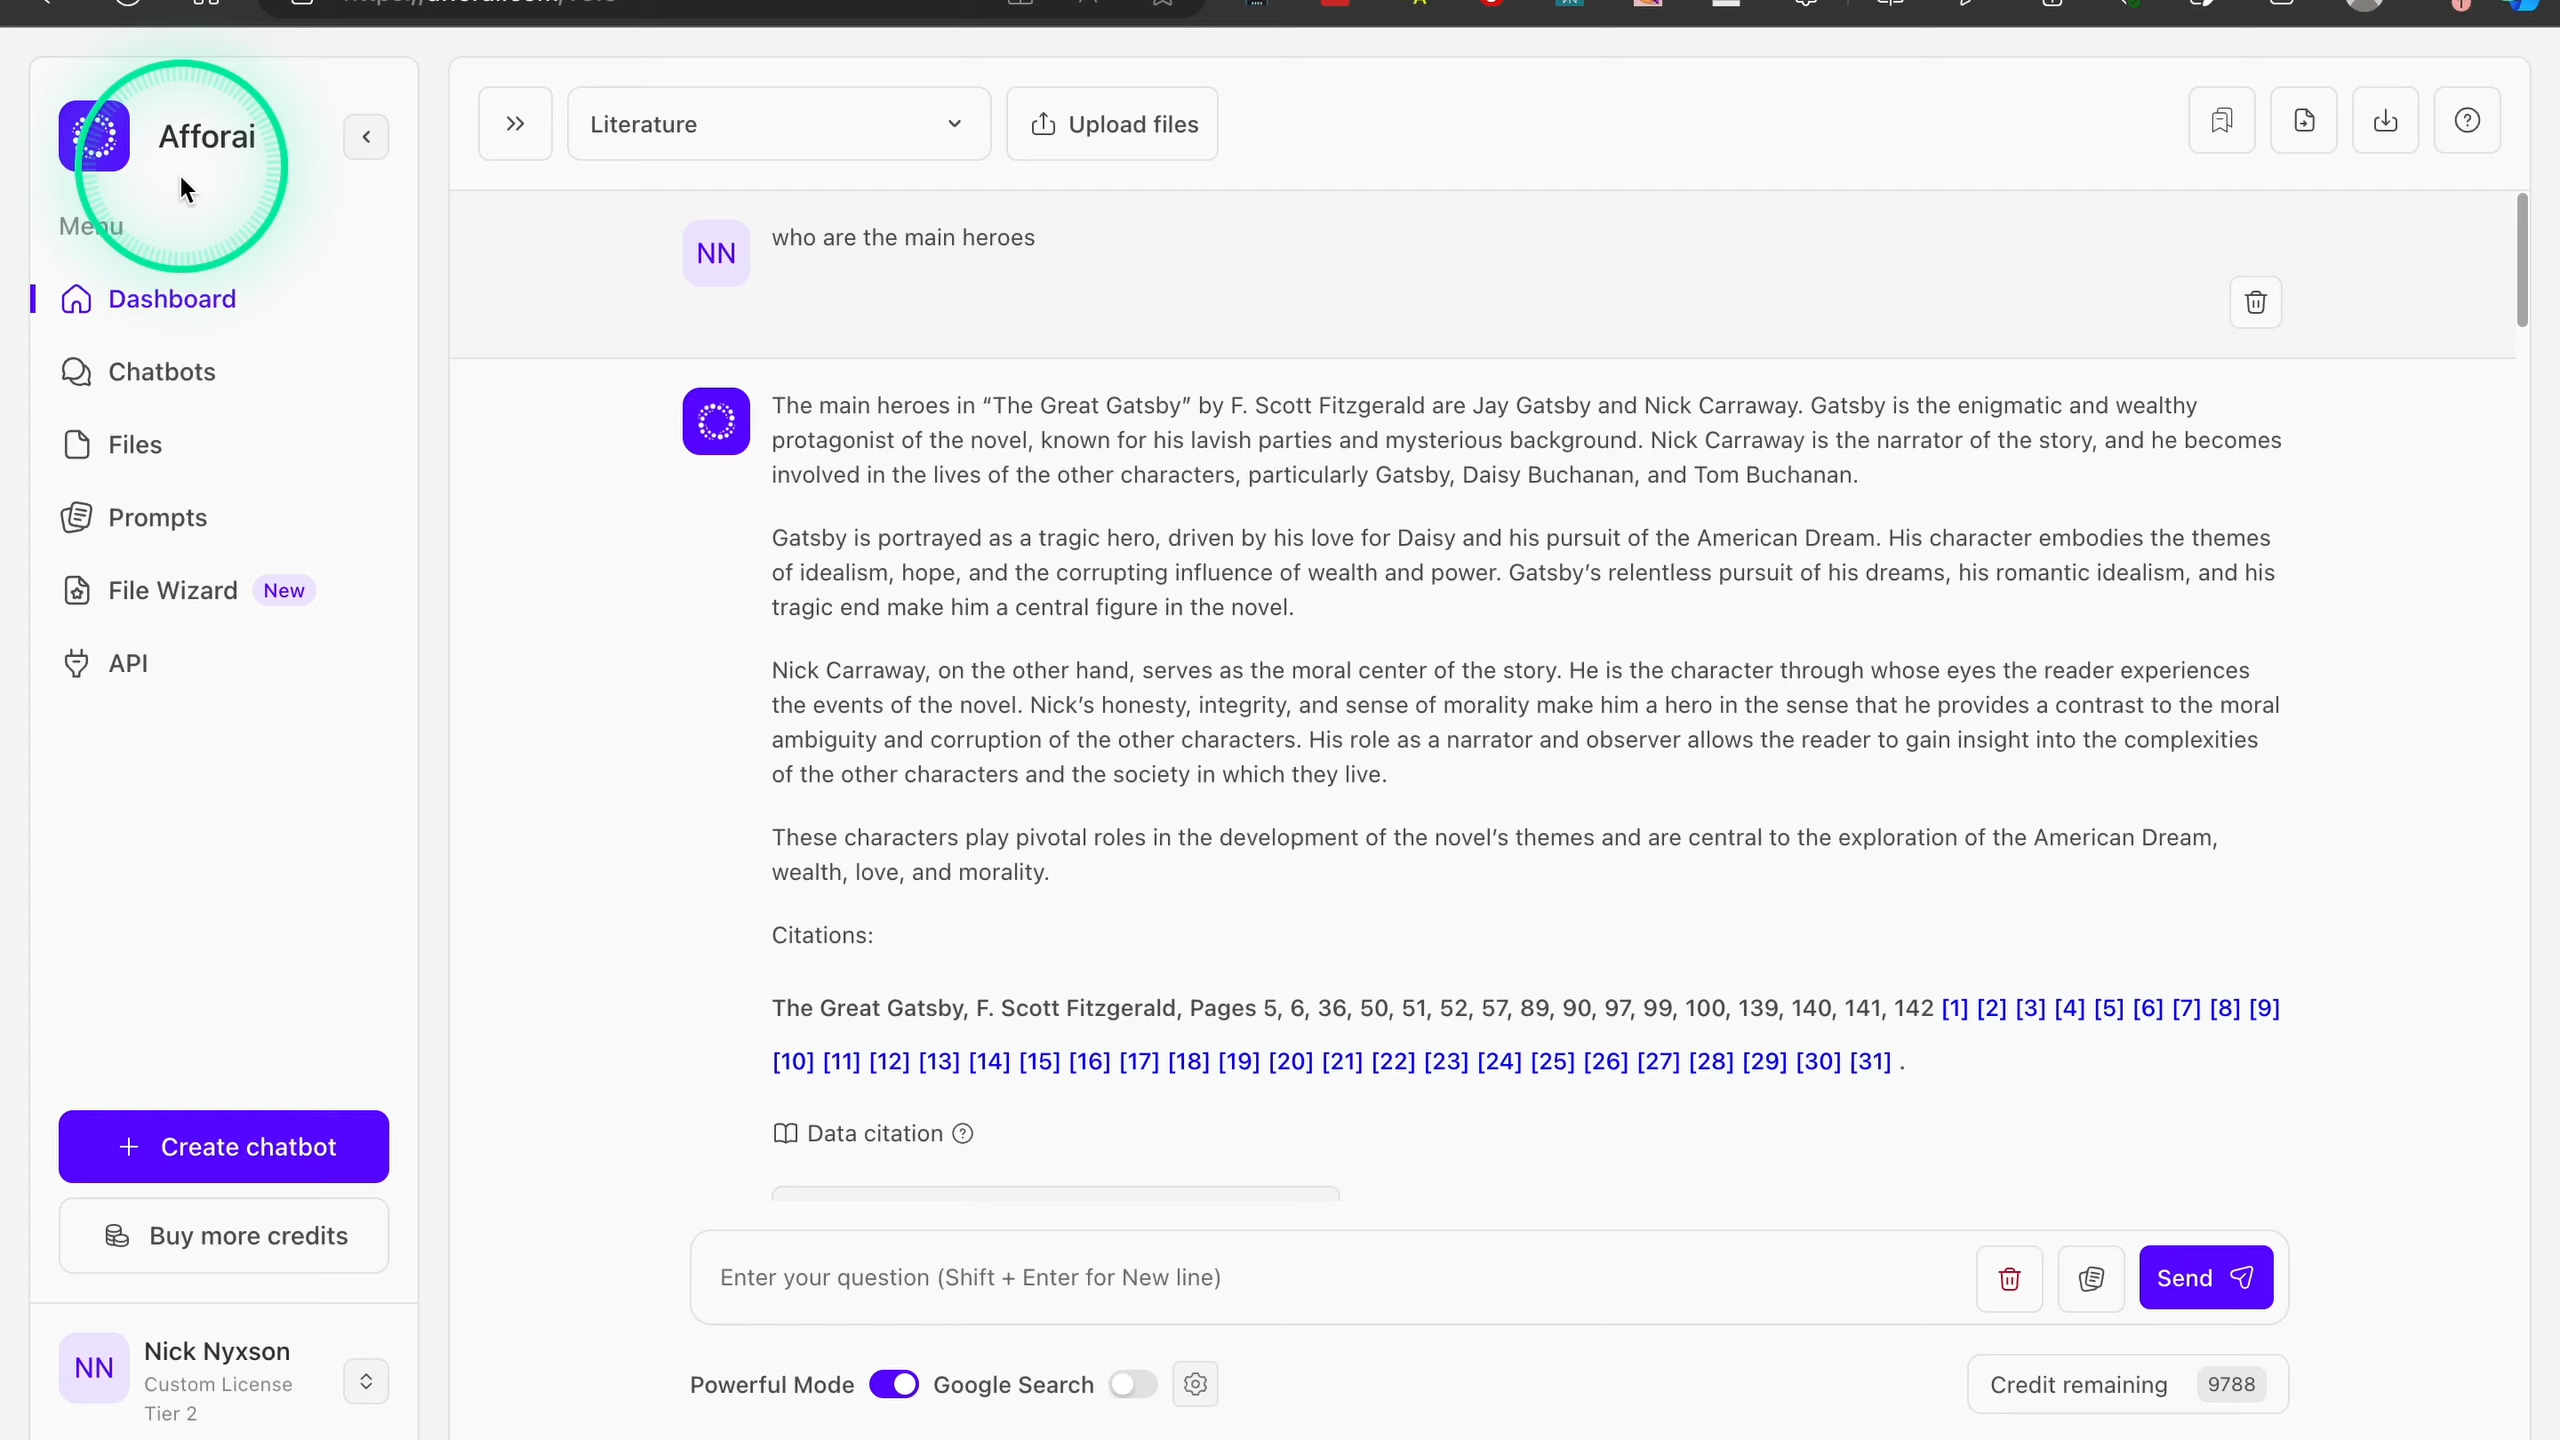 Afforai
Menu
Dashboard
Chatbots
Files
Prompts
File Wizard New
API
Create chatbot
Buy more credits
NN
Nick Nyxson
Custom License
Tier 2
Literature
Upload files
NN
who are the main heroes
The main heroes in “The Great Gatsby” by F. Scott Fitzgerald are Jay Gatsby and Nick Carraway. Gatsby is the enigmatic and wealthy
protagonist of the novel, known for his lavish parties and mysterious background. Nick Carraway is the narrator of the story, and he becomes
involved in the lives of the other characters, particularly Gatsby, Daisy Buchanan, and Tom Buchanan.
Gatsby is portrayed as a tragic hero, driven by his love for Daisy and his pursuit of the American Dream. His character embodies the themes
of idealism, hope, and the corrupting influence of wealth and power. Gatsby’s relentless pursuit of his dreams, his romantic idealism, and his
tragic end make him a central figure in the novel.
Nick Carraway, on the other hand, serves as the moral center of the story. He is the character through whose eyes the reader experiences
the events of the novel. Nick’s honesty, integrity, and sense of morality make him a hero in the sense that he provides a contrast to the moral
ambiguity and corruption of the other characters. His role as a narrator and observer allows the reader to gain insight into the complexities
of the other characters and the society in which they live.
These characters play pivotal roles in the development of the novel’s themes and are central to the exploration of the American Dream,
wealth, love, and morality.
Citations:
The Great Gatsby, F. Scott Fitzgerald, Pages 5, 6, 36, 50, 51, 52, 57, 89, 90, 97, 99, 100, 139, 140, 141, 142 [1] [2] [3] [4] [5] [6] [7] [8] [9]
[10] [11] [12] [13] [14] [15] [16] [17] [18] [19] [20] [21] [22] [23] [24] [25] [26] [27] [28] [29] [30] [31] .
Data citation
Enter your question (Shift + Enter for New line)
Send
Powerful Mode
Google Search
Credit remaining 9788